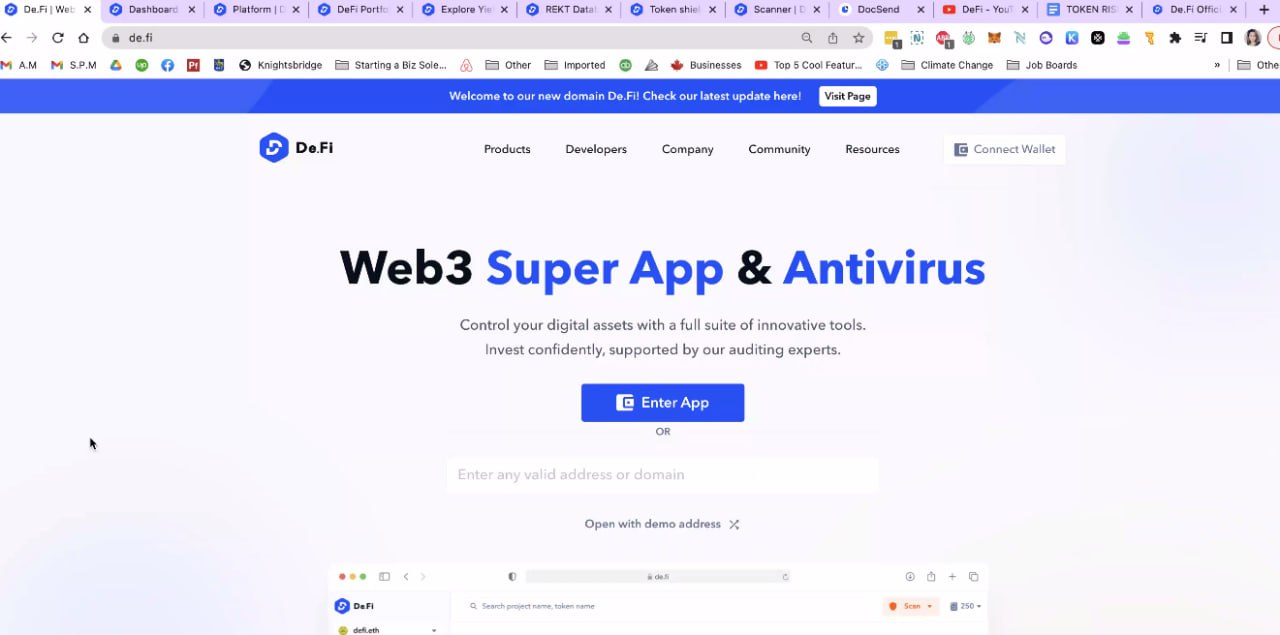 De.Fi | Web
Dashboard
Platform | D
DeFi Portfo
Explore Yie
REKT Datab
Token shiel
Scanner | D
DocSend
DeFi - YouT
TOKEN RIS
De.Fi Offici
de.fi
A.M
S.P.M
Knightsbridge
Starting a Biz Sole...
Other
Imported
Businesses
Top 5 Cool Featur...
Climate Change
Job Boards
»
Othe
Welcome to our new domain De.Fi! Check our latest update here!
Visit Page
De.Fi
Products
Developers
Company
Community
Resources
Connect Wallet
Web3 Super App & Antivirus
Control your digital assets with a full suite of innovative tools.
Invest confidently, supported by our auditing experts.
Enter App
OR
Enter any valid address or domain
Open with demo address
de.fi
De.Fi
Search project name, token name
Scan
250
defi.eth